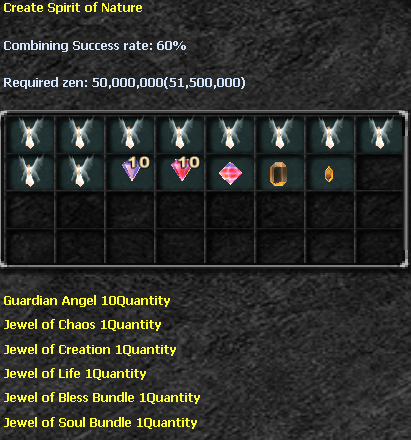 Create Spirit of Nature
Combining Success rate: 60%
Required zen: 50,000,000(51,500,000)
10 10
Guardian Angel 10Quantity
Jewel of Chaos 1Quantity
Jewel of Creation 1Quantity
Jewel of Life 1Quantity
Jewel of Bless Bundle 1Quantity
Jewel of Soul Bundle 1Quantity